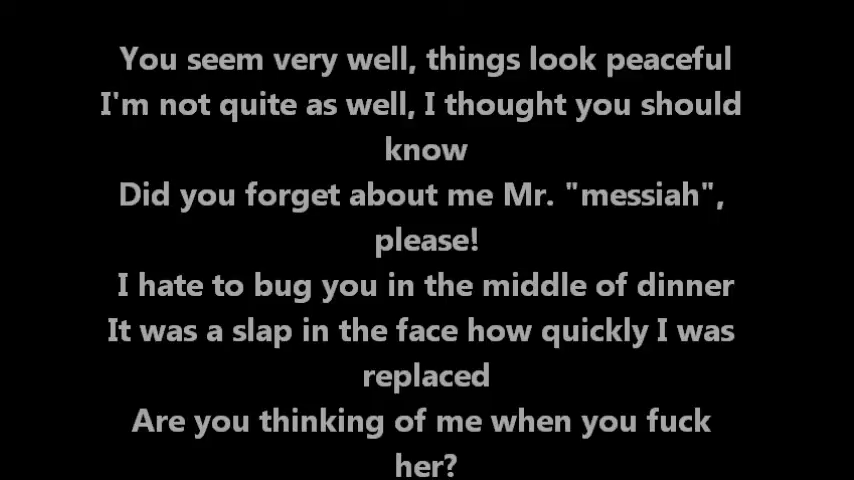 You seem very well, things look peaceful
I'm not quite as well, I thought you should
know
Did you forget about me Mr. "messiah",
please!
I hate to bug you in the middle of dinner
It was a slap in the face how quickly I was
replaced
Are you thinking of me when you fuck
her?